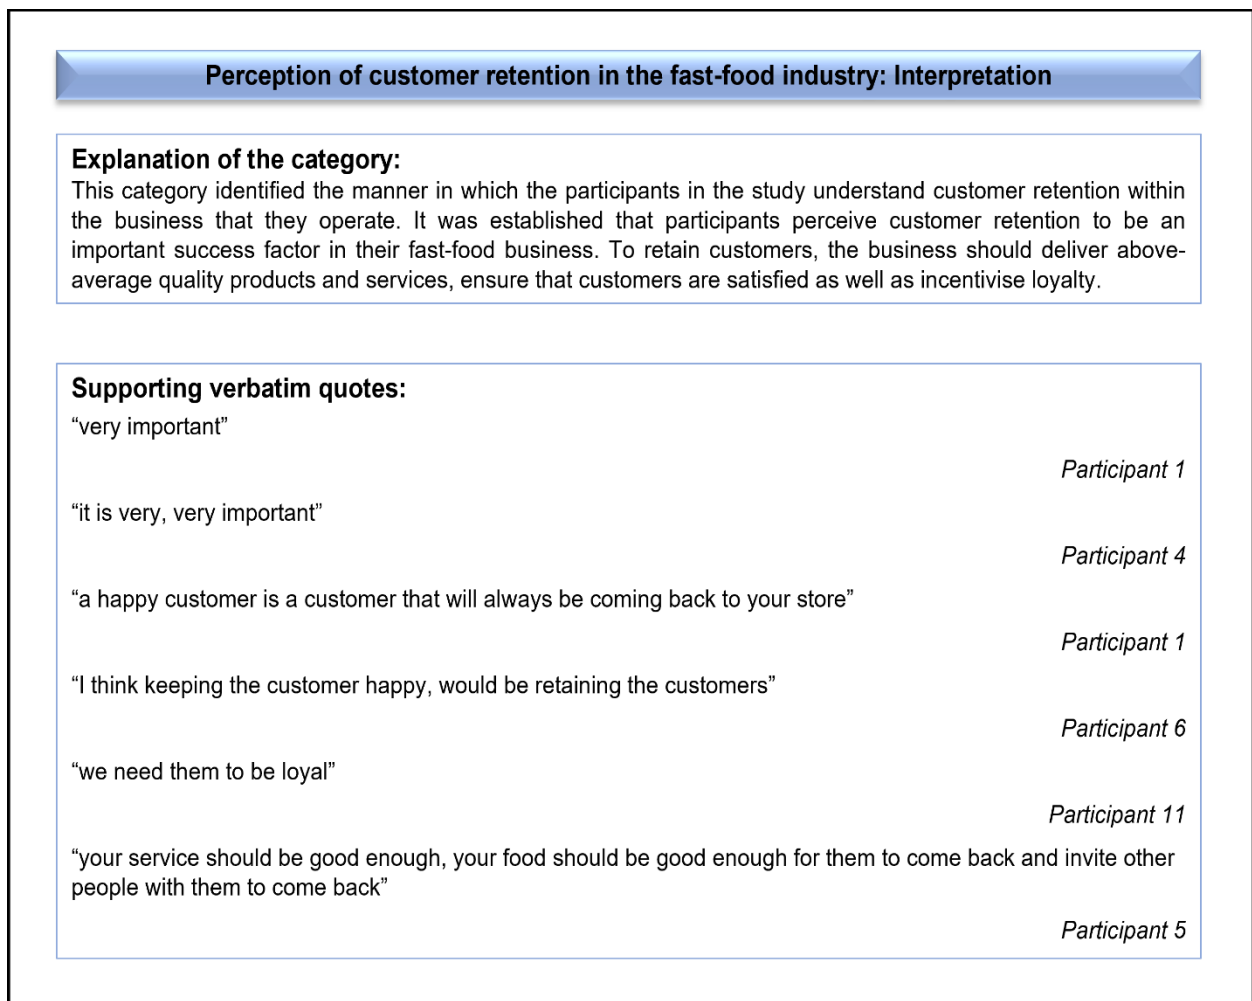 Perception of customer retention in the fast-food industry: Interpretation
Explanation of the category:
This category identified the manner in which the participants in the study understand customer retention within
the business that they operate. It was established that participants perceive customer retention to be an
important success factor in their fast-food business. To retain customers, the business should deliver above-
average quality products and services, ensure that customers are satisfied as well as incentivise loyalty.
Supporting verbatim quotes:
“very important”
Participant 1
“it is very, very important”
Participant 4
“a happy customer is a customer that will always be coming back to your store”
Participant 1
“I think keeping the customer happy, would be retaining the customers”
Participant 6
“we need them to be loyal”
Participant 11
“your service should be good enough, your food should be good enough for them to come back and invite other
people with them to come back”
Participant 5